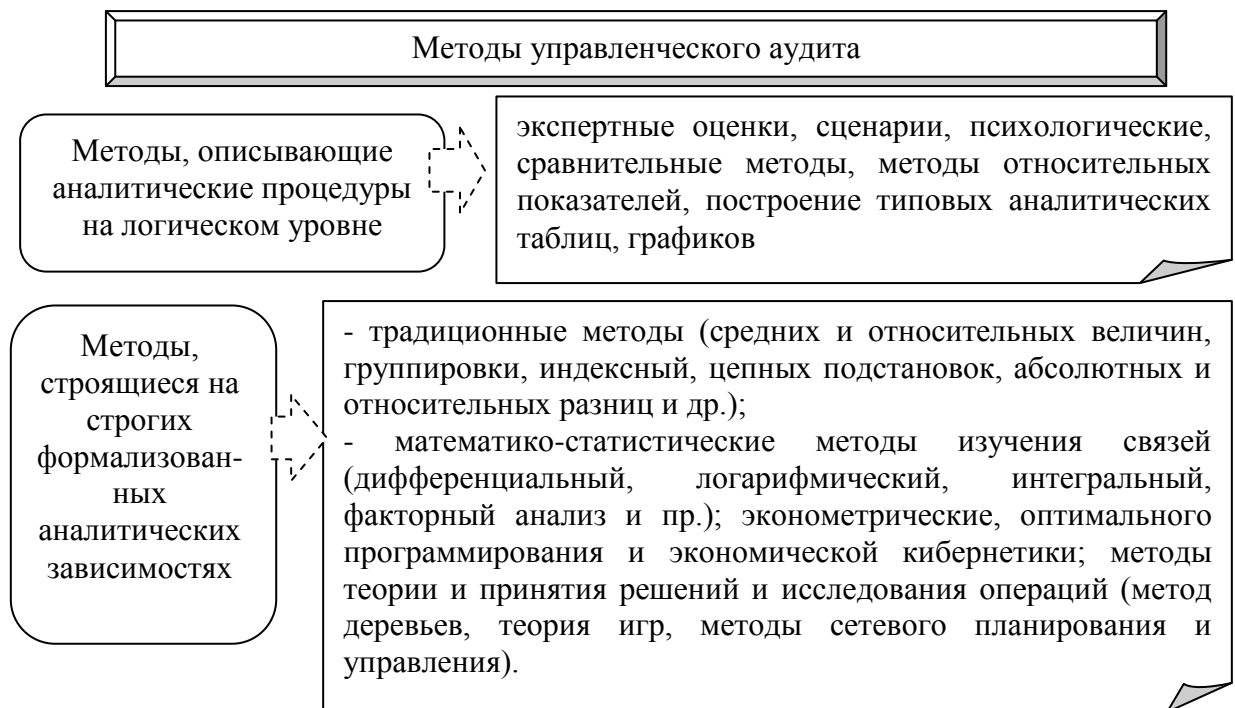 Методы управленческого аудита
Методы, описывающие
аналитические процедуры
на логическом уровне
экспертные оценки, сценарии, психологические,
сравнительные методы, методы относительных
показателей, построение типовых аналитических
таблиц, графиков
Методы,
строящиеся на
строгих
формализован-
ных
аналитических
зависимостях
- традиционные методы (средних и относительных величин,
группировки, индексный, цепных подстановок, абсолютных и
относительных разниц и др.);
- математико-статистические методы изучения связей
(дифференциальный, логарифмический, интегральный,
факторный анализ и пр.); эконометрические, оптимального
программирования и экономической кибернетики; методы
теории и принятия решений и исследования операций (метод
деревьев, теория игр, методы сетевого планирования и
управления).